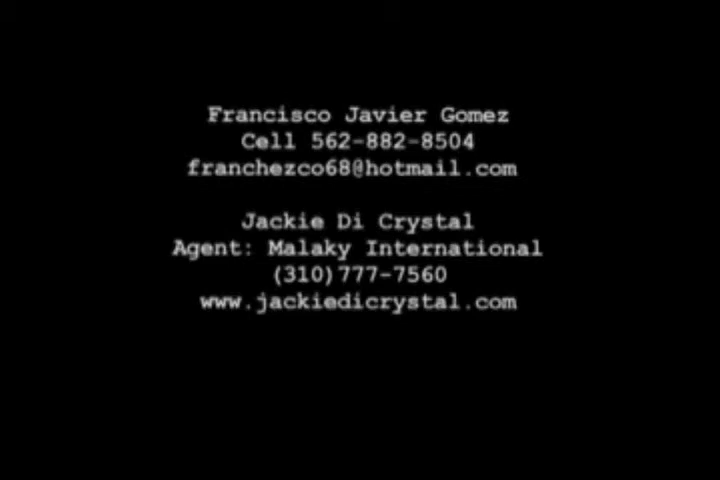 Francisco Javier Gomez
Cell 562-882-8504
franchezco68@hotmail.com
Jackie Di Crystal
Agent: Malaky International
(310)777-7560
www.jackiedicrystal.com